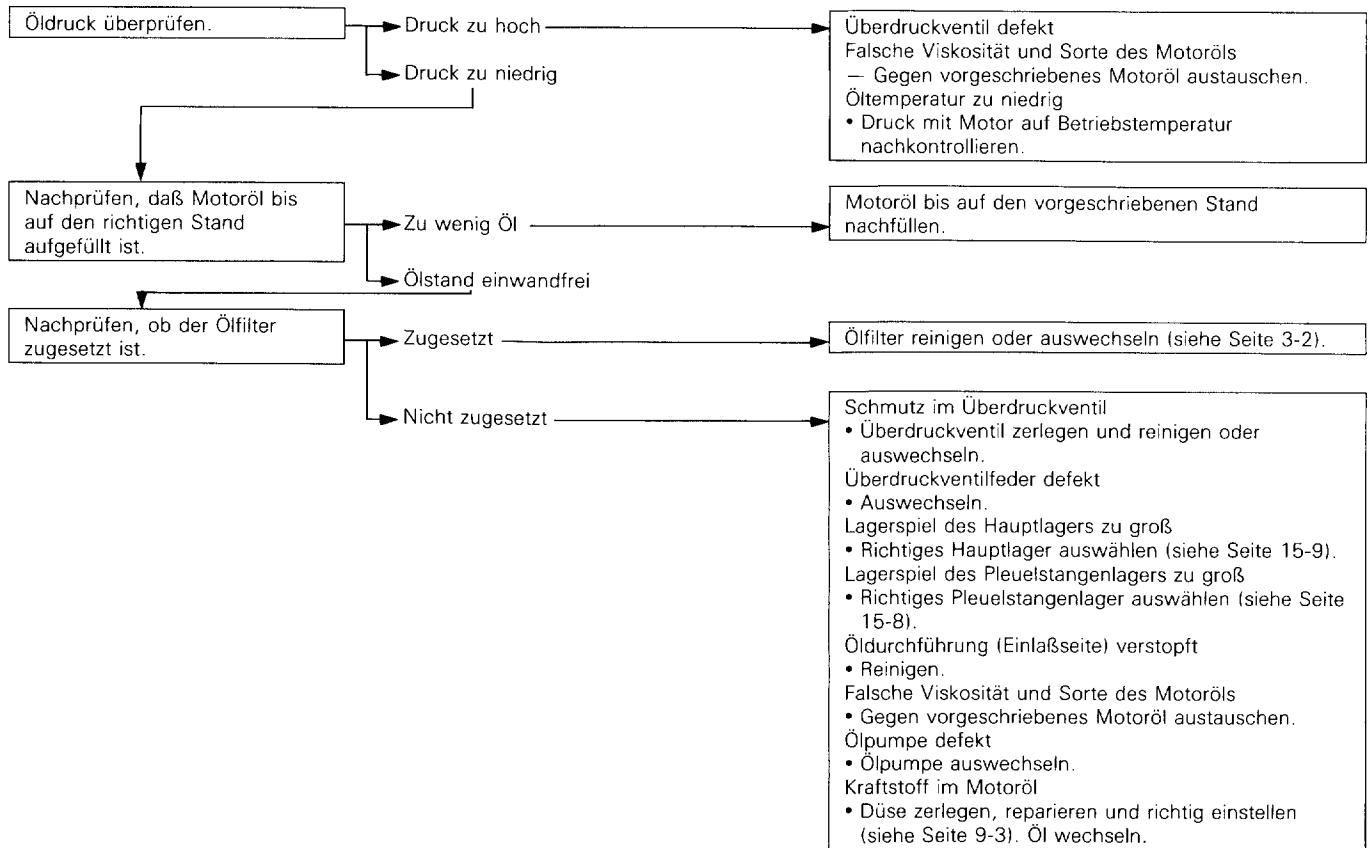 Öldruck überprüfen.
Druck zu hoch
Druck zu niedrig
Überdruckventil defekt
Falsche Viskosität und Sorte des Motoröls
— Gegen vorgeschriebenes Motoröl austauschen.
Öltemperatur zu niedrig
• Druck mit Motor auf Betriebstemperatur
nachkontrollieren.
Nachprüfen, daß Motoröl bis
auf den richtigen Stand
aufgefüllt ist.
Zu wenig Öl
Ölstand einwandfrei
Motoröl bis auf den vorgeschriebenen Stand
nachfüllen.
Nachprüfen, ob der Ölfilter
zugesetzt ist.
Zugesetzt
Ölfilter reinigen oder auswechseln (siehe Seite 3-2).
Nicht zugesetzt
Schmutz im Überdruckventil
• Überdruckventil zerlegen und reinigen oder
auswechseln.
Überdruckventilfeder defekt
• Auswechseln.
Lagerspiel des Hauptlagers zu groß
• Richtiges Hauptlager auswählen (siehe Seite 15-9).
Lagerspiel des Pleuelstangenlagers zu groß
• Richtiges Pleuelstangenlager auswählen (siehe Seite
15-8).
Öldurchführung (Einlaßseite) verstopft
• Reinigen.
Falsche Viskosität und Sorte des Motoröls
• Gegen vorgeschriebenes Motoröl austauschen.
Ölpumpe defekt
• Ölpumpe auswechseln.
Kraftstoff im Motoröl
• Düse zerlegen, reparieren und richtig einstellen
(siehe Seite 9-3). Öl wechseln.